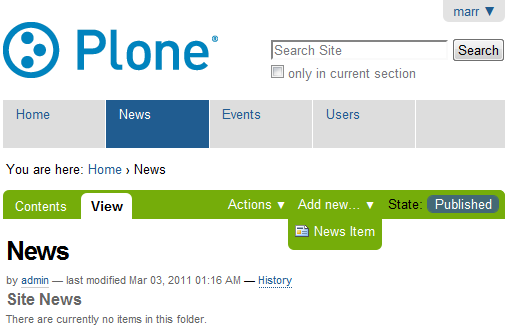 marr ▼
Plone®
Search Site Search
only in current section
Home News Events Users
You are here: Home › News
Contents View Actions ▼ Add new... ▼ State: Published
News Item
News
by admin — last modified Mar 03, 2011 01:16 AM — History
Site News
There are currently no items in this folder.